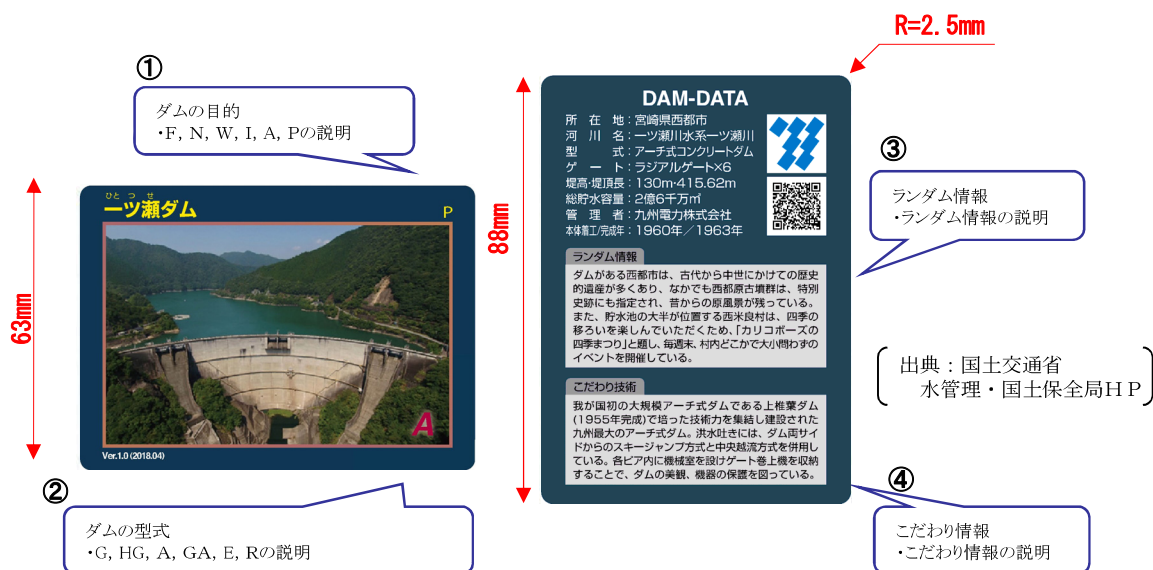 ①
ダムの目的
・F, N, W, I, A, Pの説明
63mm
ひとつせ
一ツ瀬ダム
P
A
Ver.1.0 (2018.04)
②
ダムの型式
・G, HG, A, GA, E, Rの説明
88mm
R=2.5mm
DAM-DATA
所在地：宮崎県西都市
河川名：一ツ瀬川水系一ツ瀬川
型式：アーチ式コンクリートダム
ゲート：ラジアルゲート×6
堤高・堤頂長：130m・415.62m
総貯水容量：2億6千万㎥
管理者：九州電力株式会社
本体着工/完成年：1960年／1963年
ランダム情報
ダムがある西都市は、古代から中世にかけての歴史
的遺産が多くあり、なかでも西都原古墳群は、特別
史跡にも指定され、昔からの原風景が残っている。
また、貯水池の大半が位置する西米良村は、四季の
移ろいを楽しんでいただくため、「カリコボーズの
四季まつり」と題し、毎週末、村内どこかで大小問わずの
イベントを開催している。
こだわり技術
我が国初の大規模アーチ式ダムである上椎葉ダム
(1955年完成)で培った技術力を集結し建設された
九州最大のアーチ式ダム。洪水吐きには、ダム両サイ
ドからのスキージャンプ方式と中央越流方式を併用し
ている。各ピア内に機械室を設けゲート巻上機を収納
することで、ダムの美観、機器の保護を図っている。
③
ランダム情報
・ランダム情報の説明
出典：国土交通省
水管理・国土保全局ＨＰ
④
こだわり情報
・こだわり情報の説明